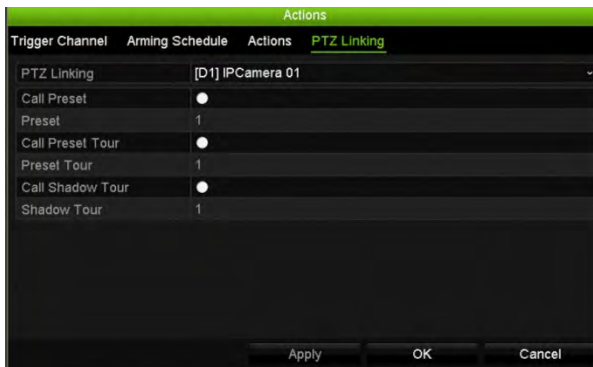 Actions
Trigger Channel Arming Schedule Actions PTZ Linking
PTZ Linking [D1] IPCamera 01
Call Preset
Preset 1
Call Preset Tour
Preset Tour 1
Call Shadow Tour
Shadow Tour 1
Apply OK Cancel